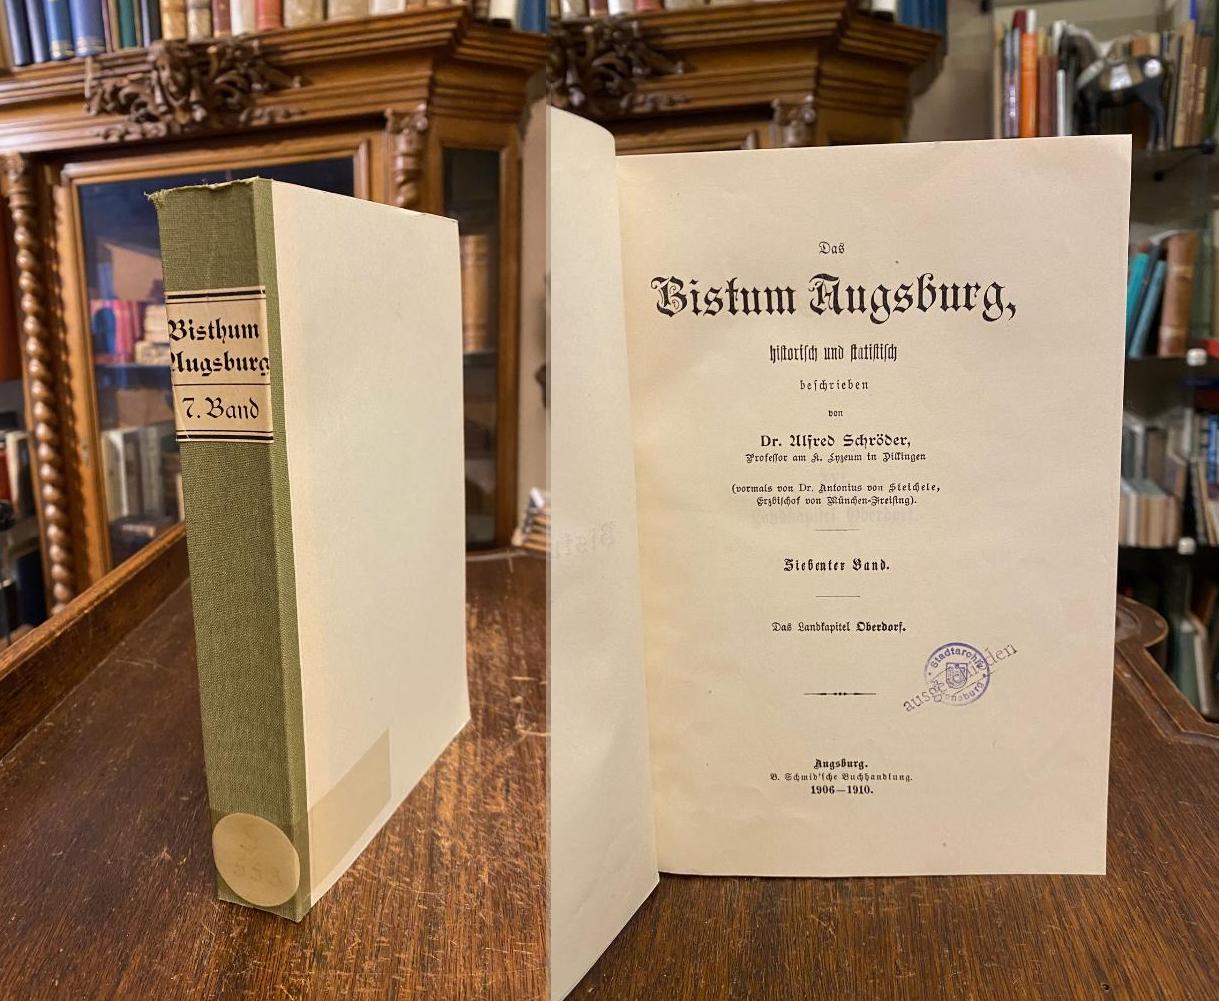 Bisthum
Augsburg
7. Band
S
553
Das
Bistum Augsburg,
historisch und statistisch
beschrieben
von
Dr. Alfred Schröder,
Professor am K. Lyzeum in Dillingen
(vormals von Dr. Antonius von Steichele,
Erzbischof von München-Freising).
Siebenter Band.
Das Landkapitel Oberdorf.
Stadtarchiv
Augsburg.
B. Schmid'sche Buchhandlung.
1906—1910.